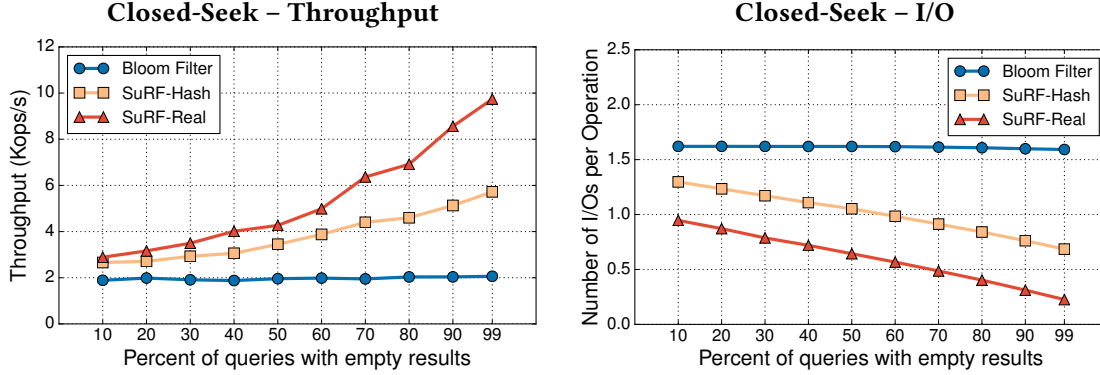 Closed-Seek – Throughput
Throughput (Kops/s)
12
10
8
6
4
2
0
Bloom Filter
SuRF-Hash
SuRF-Real
10 20 30 40 50 60 70 80 90 99
Percent of queries with empty results
Closed-Seek – I/O
Number of I/Os per Operation
2.5
2.0
1.5
1.0
0.5
0.0
Bloom Filter
SuRF-Hash
SuRF-Real
10 20 30 40 50 60 70 80 90 99
Percent of queries with empty results